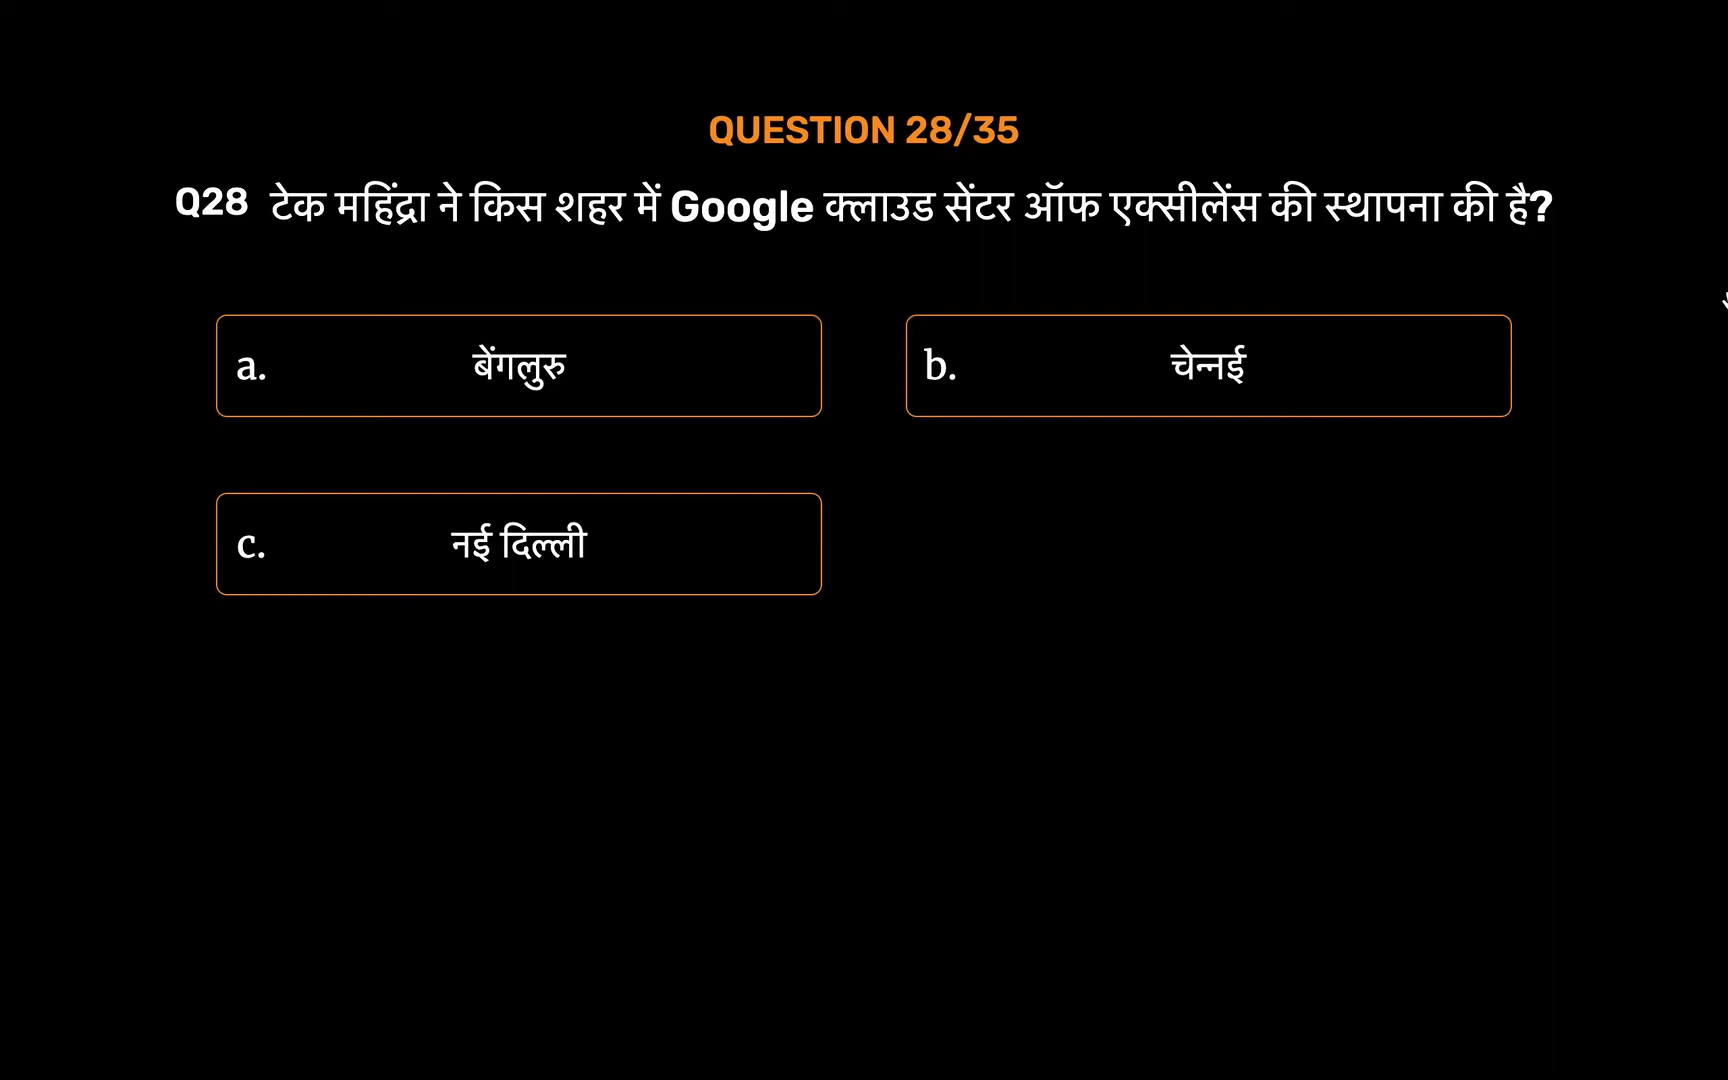 QUESTION 28/35
Q28 टेक महिंद्रा ने किस शहर में Google क्लाउड सेंटर ऑफ एक्सीलेंस की स्थापना की है?
a. बेंगलुरु
b. चेन्नई
c. नई दिल्ली